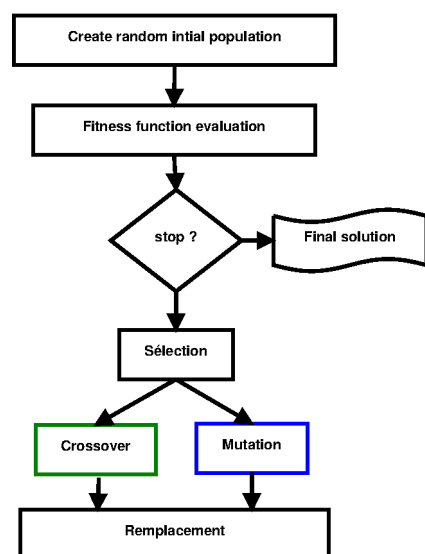 Create random intial population
Fitness function evaluation
stop ?
Final solution
Sélection
Crossover
Mutation
Remplacement